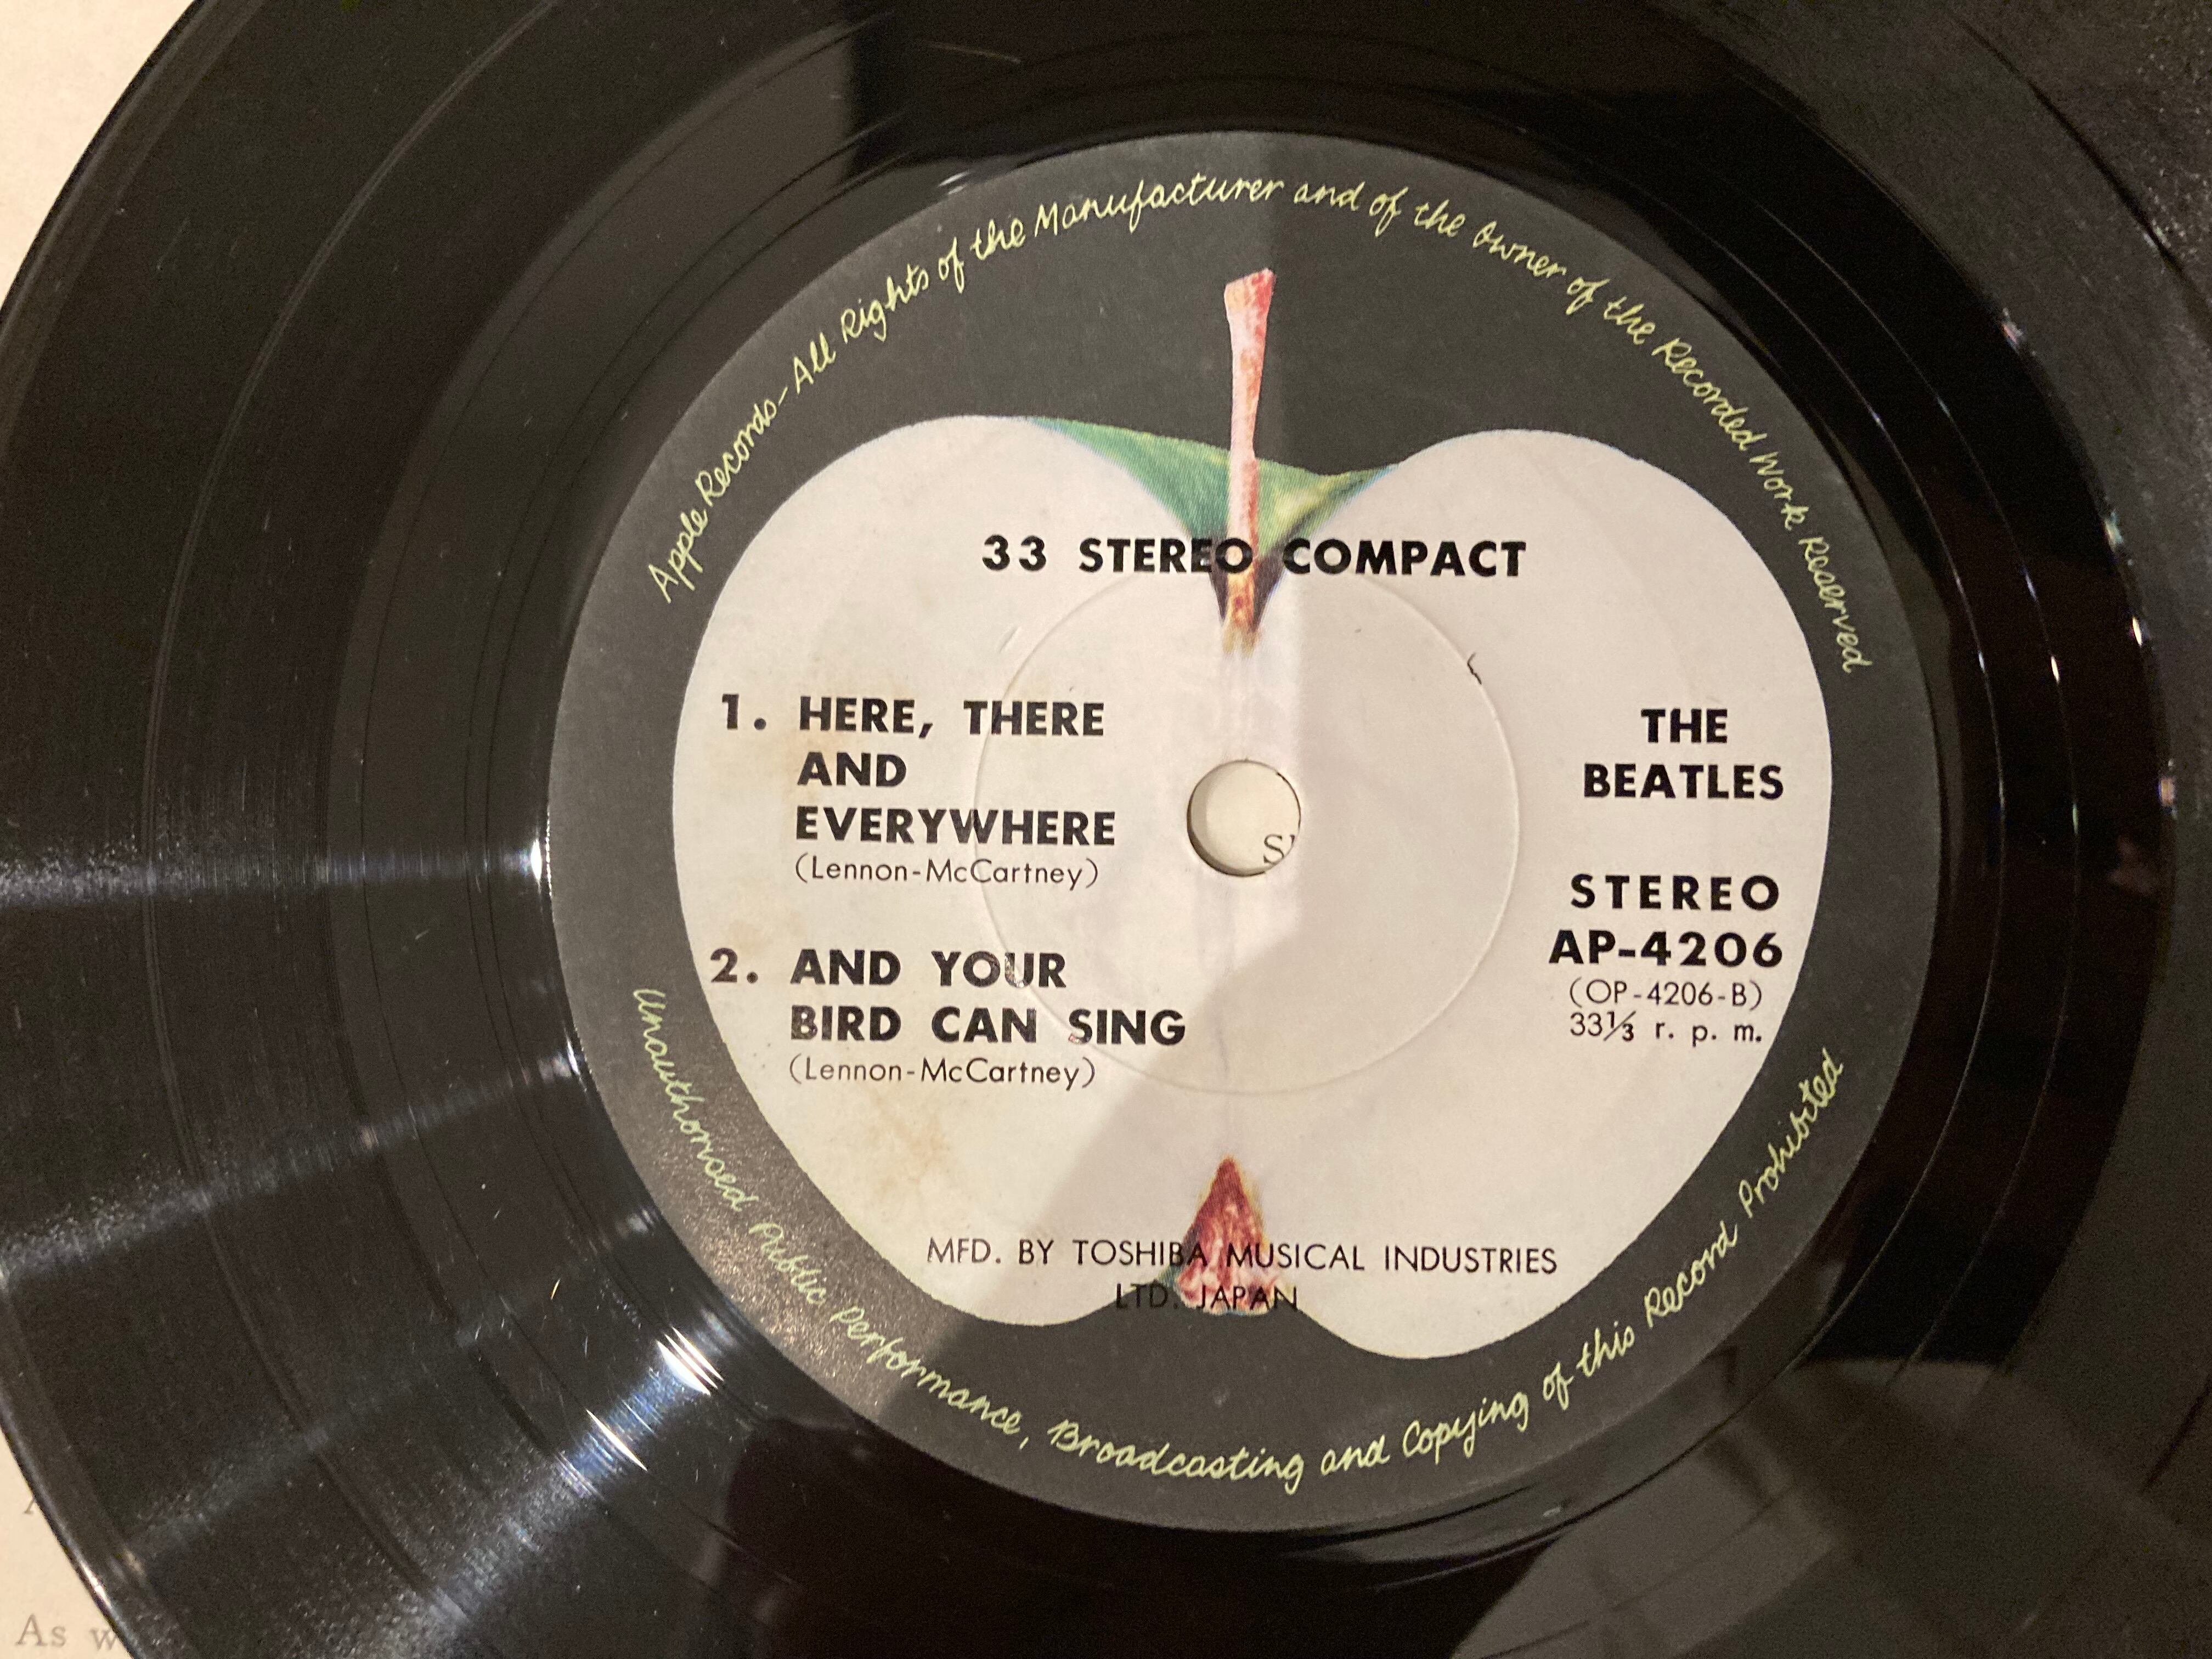 Apple Records-All Rights of the Manufacturer and of the Owner of the Recorded Work Reserved
33 STEREO COMPACT
1. HERE, THERE
AND
EVERYWHERE
(Lennon-McCartney)
2. AND YOUR
BIRD CAN SING
(Lennon-McCartney)
THE
BEATLES
STEREO
AP-4206
(OP-4206-B)
33⅓ r. p. m.
MFD. BY TOSHIBA MUSICAL INDUSTRIES
LTD. JAPAN
Unauthorised Public Performance, Broadcasting and Copying of this Record Prohibited
As